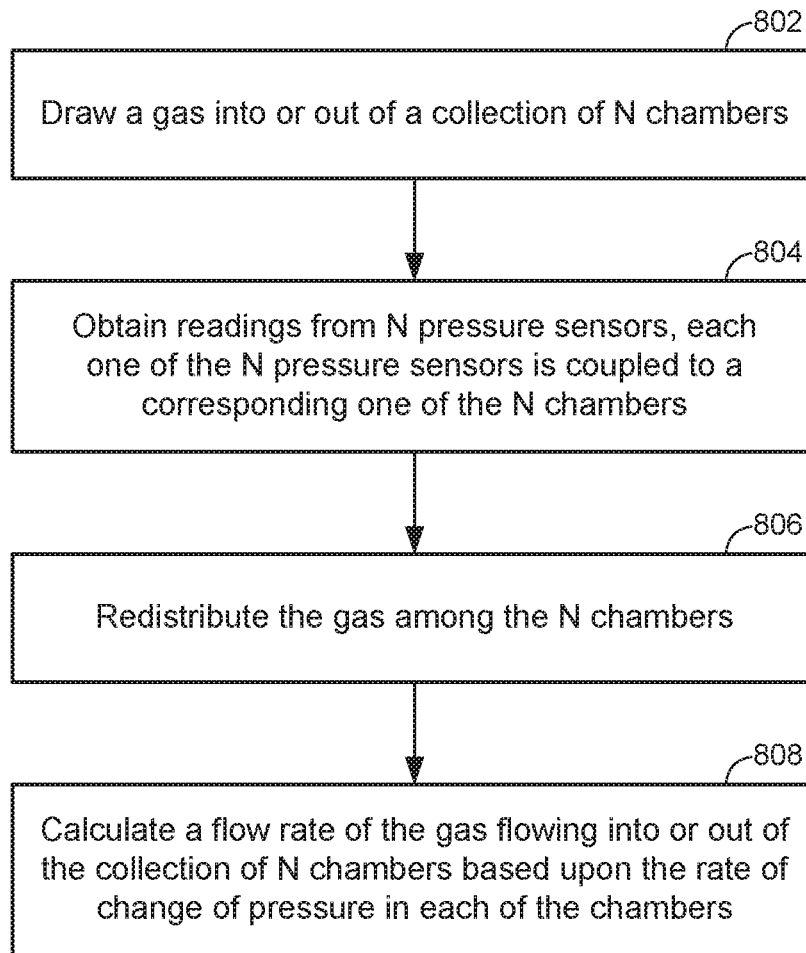 802
Draw a gas into or out of a collection of N chambers
804
Obtain readings from N pressure sensors, each
one of the N pressure sensors is coupled to a
corresponding one of the N chambers
806
Redistribute the gas among the N chambers
808
Calculate a flow rate of the gas flowing into or out of
the collection of N chambers based upon the rate of
change of pressure in each of the chambers